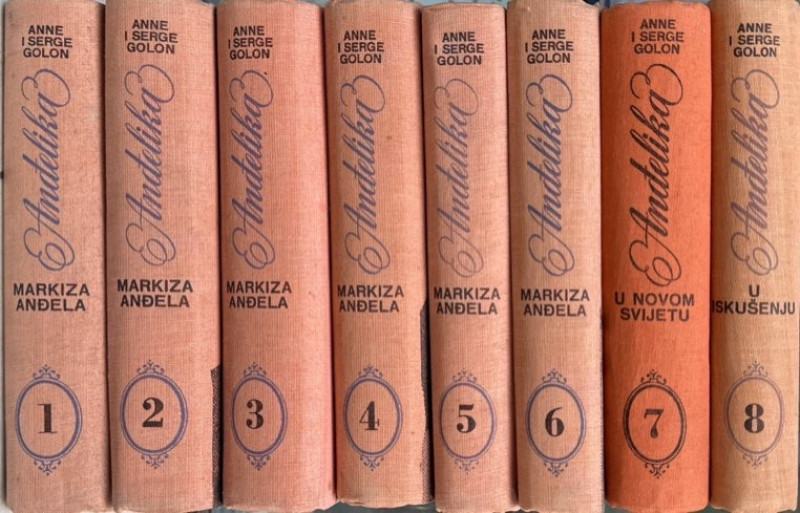 ANNE
I SERGE
GOLON
Anđelika
MARKIZA
ANĐELA
1
ANNE
I SERGE
GOLON
Anđelika
MARKIZA
ANĐELA
2
ANNE
I SERGE
GOLON
Anđelika
MARKIZA
ANĐELA
3
ANNE
I SERGE
GOLON
Anđelika
MARKIZA
ANĐELA
4
ANNE
I SERGE
GOLON
Anđelika
MARKIZA
ANĐELA
5
ANNE
I SERGE
GOLON
Anđelika
MARKIZA
ANĐELA
6
ANNE
I SERGE
GOLON
Anđelika
U NOVOM
SVIJETU
7
ANNE
I SERGE
GOLON
Anđelika
U
ISKUŠENJU
8